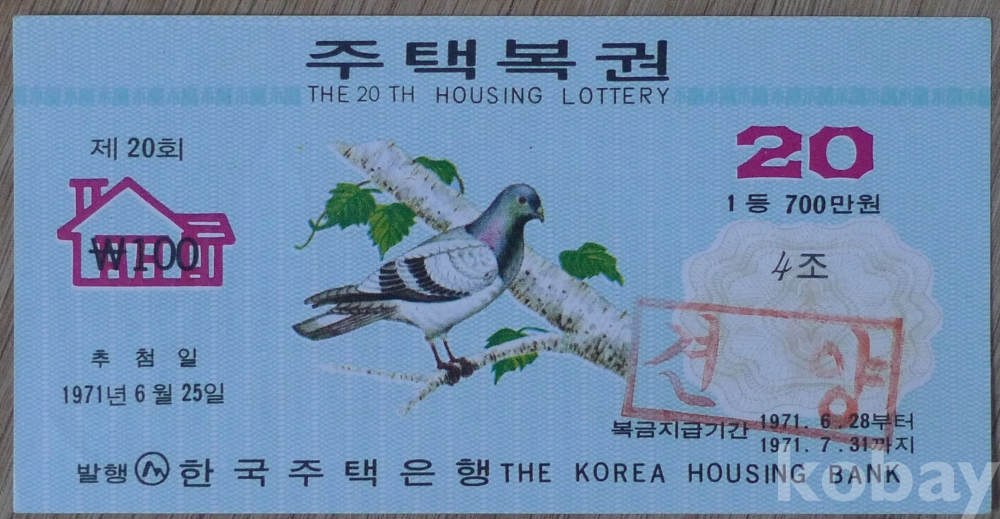 주택복권
THE 20 TH HOUSING LOTTERY
제 20회
₩100
추첨일
1971년 6월 25일
20
1등 700만원
4조
견양
복금지급기간 1971. 6. 28부터
1971. 7. 31까지
발행 한국주택은행 THE KOREA HOUSING BANK
kobay